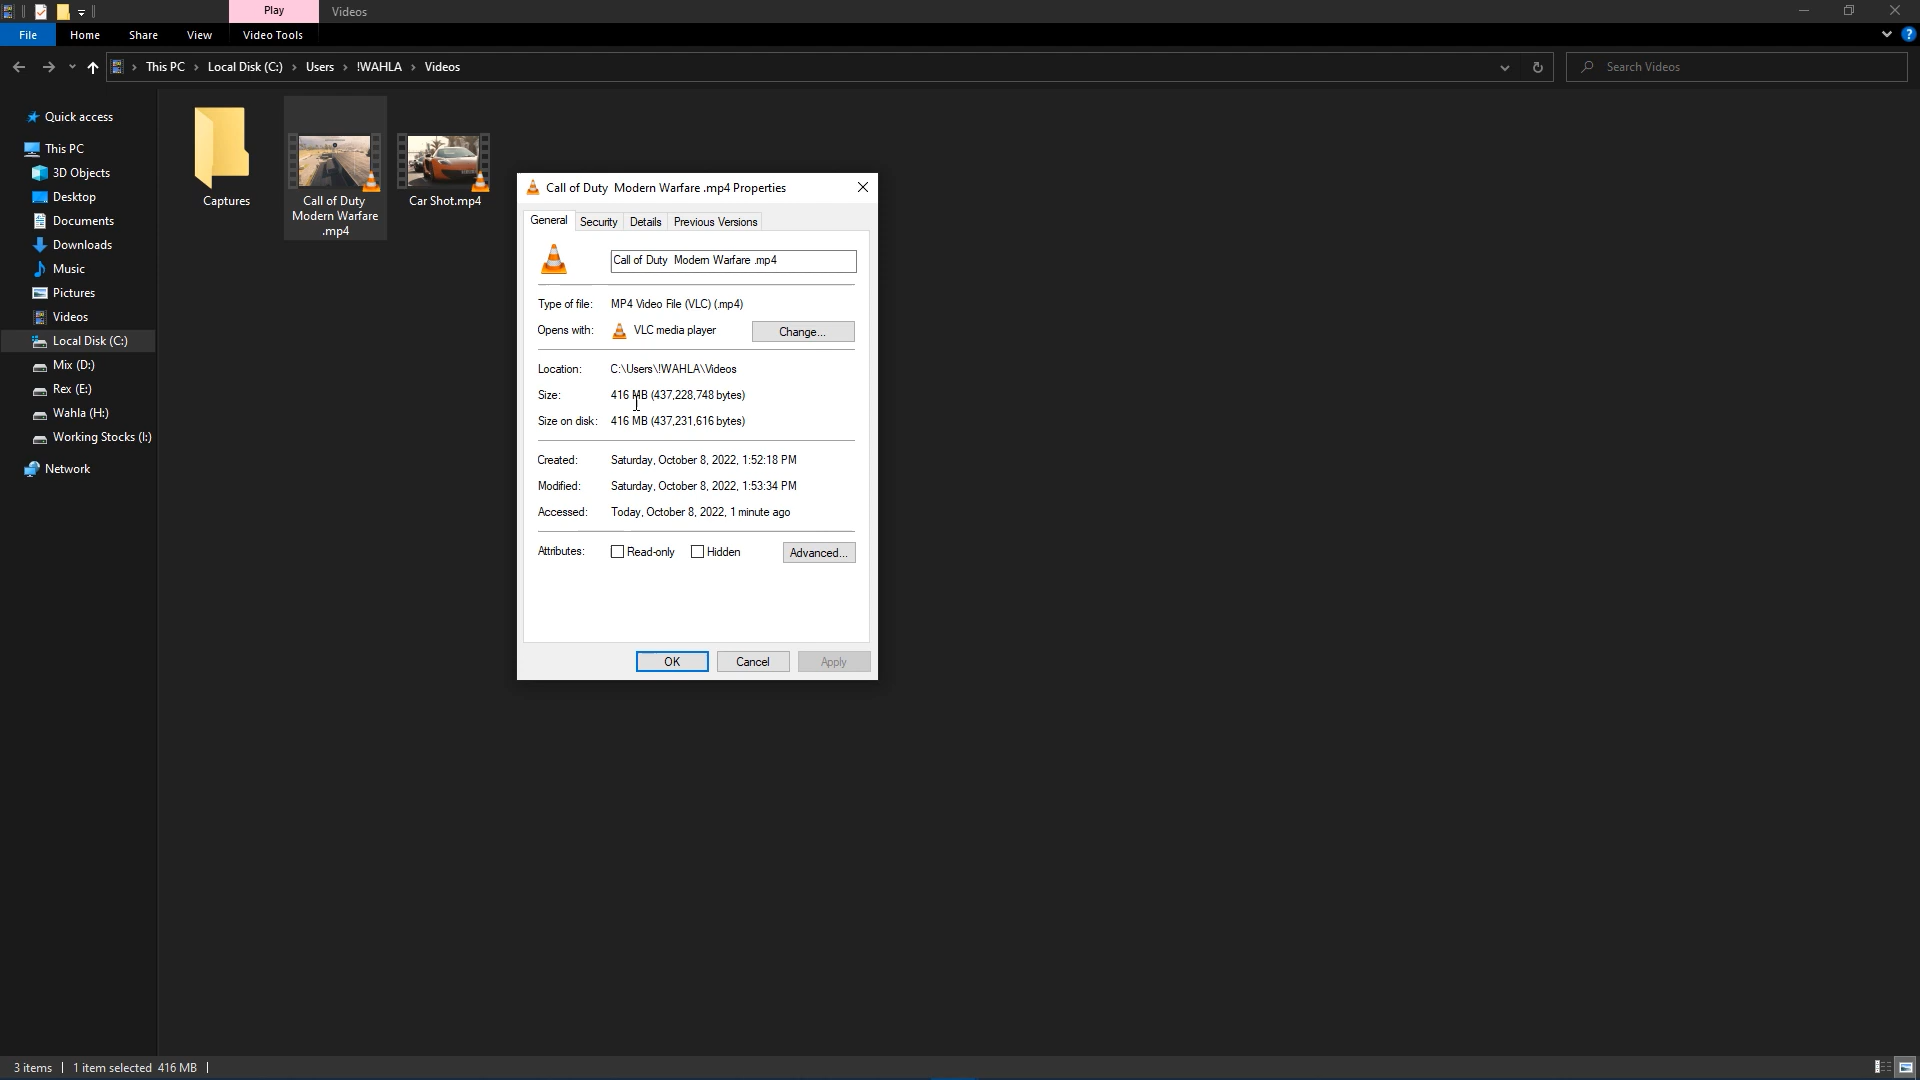 Play Videos
File Home Share View Video Tools
This PC Local Disk (C:) Users !WAHLA Videos Search Videos
Quick access
This PC
3D Objects
Desktop
Documents
Downloads
Music
Pictures
Videos
Local Disk (C:)
Mix (D:)
Rex (E:)
Wahla (H:)
Working Stocks (I:)
Network
Captures
Call of Duty
Modern Warfare
.mp4
Car Shot.mp4
Call of Duty  Modern Warfare .mp4 Properties
General Security Details Previous Versions
Call of Duty  Modern Warfare .mp4
Type of file: MP4 Video File (VLC) (.mp4)
Opens with: VLC media player Change...
Location: C:\Users\!WAHLA\Videos
Size: 416 MB (437,228,748 bytes)
Size on disk: 416 MB (437,231,616 bytes)
Created: Saturday, October 8, 2022, 1:52:18 PM
Modified: Saturday, October 8, 2022, 1:53:34 PM
Accessed: Today, October 8, 2022, 1 minute ago
Attributes: Read-only Hidden Advanced...
OK Cancel Apply
3 items 1 item selected 416 MB